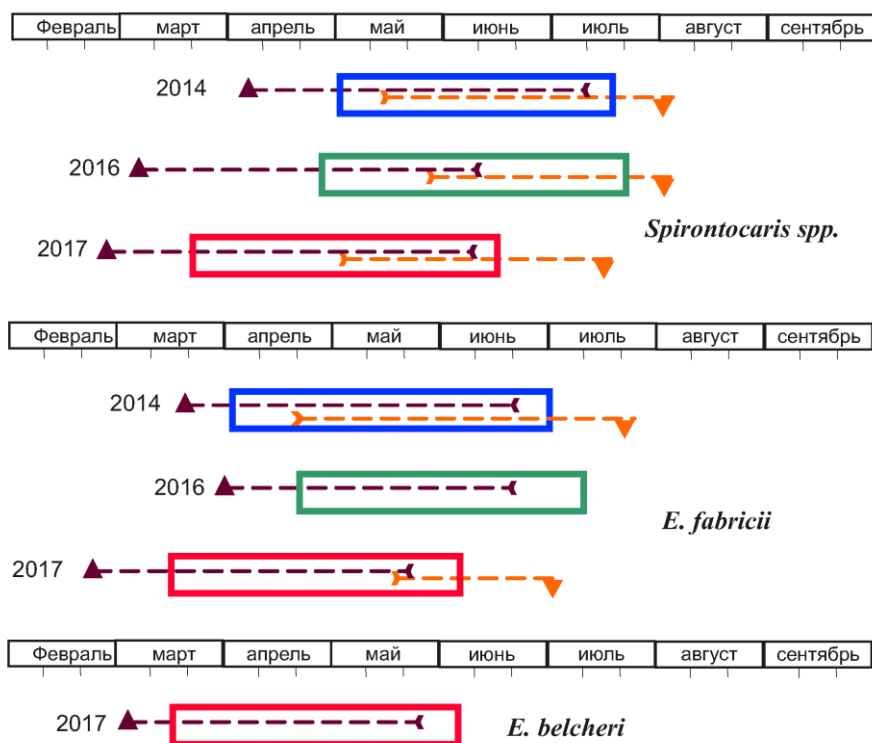 Февраль март апрель май июнь июль август сентябрь
2014
2016
Spirontocaris spp.
2017
Февраль март апрель май июнь июль август сентябрь
2014
2016
E. fabricii
2017
Февраль март апрель май июнь июль август сентябрь
2017
E. belcheri